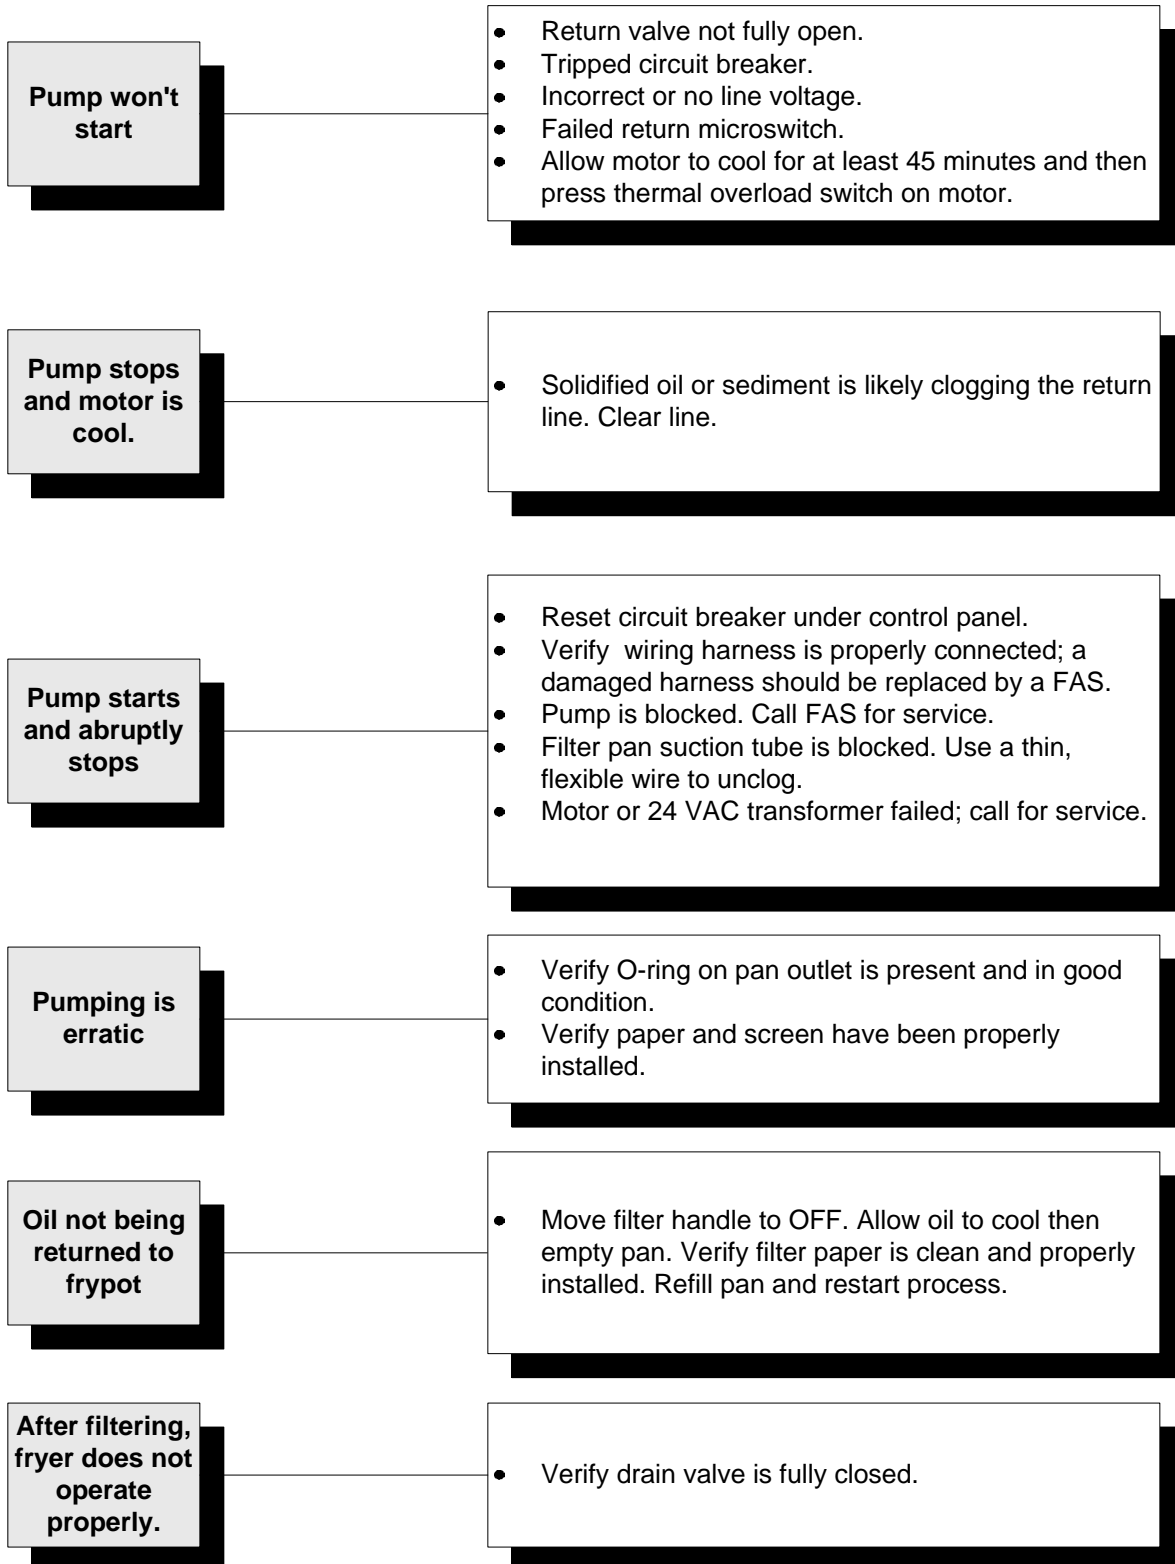 Pump won't
start
• Return valve not fully open.
• Tripped circuit breaker.
• Incorrect or no line voltage.
• Failed return microswitch.
• Allow motor to cool for at least 45 minutes and then
press thermal overload switch on motor.
Pump stops
and motor is
cool.
• Solidified oil or sediment is likely clogging the return
line. Clear line.
Pump starts
and abruptly
stops
• Reset circuit breaker under control panel.
• Verify  wiring harness is properly connected; a
damaged harness should be replaced by a FAS.
• Pump is blocked. Call FAS for service.
• Filter pan suction tube is blocked. Use a thin,
flexible wire to unclog.
• Motor or 24 VAC transformer failed; call for service.
Pumping is
erratic
• Verify O-ring on pan outlet is present and in good
condition.
• Verify paper and screen have been properly
installed.
Oil not being
returned to
frypot
• Move filter handle to OFF. Allow oil to cool then
empty pan. Verify filter paper is clean and properly
installed. Refill pan and restart process.
After filtering,
fryer does not
operate
properly.
• Verify drain valve is fully closed.